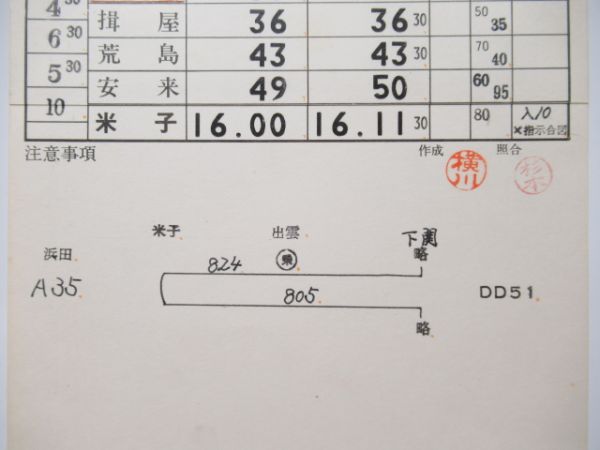 4 30
揖屋 36 36 30 50 35
6 30
荒島 43 43 30 70 40
5 30
安来 49 50 60 95
10
米子 16.00 16.11 30 80 入10
×指示合図
注意事項 作成 照合
横川 杉本
米子 出雲 下関
浜田 略
824 乗
A35 805 DD51
略